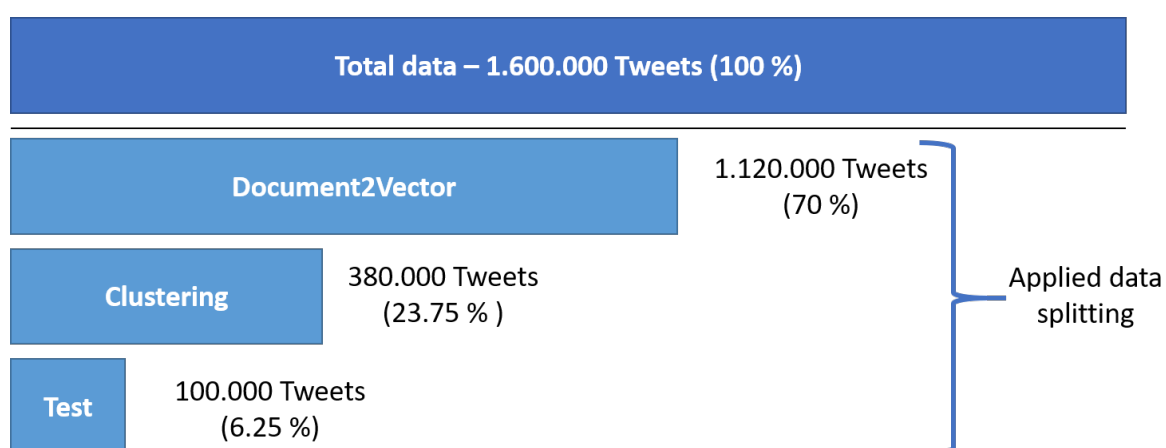 Total data – 1.600.000 Tweets (100 %)
Document2Vector
1.120.000 Tweets
(70 %)
Clustering
380.000 Tweets
(23.75 % )
Applied data
splitting
Test
100.000 Tweets
(6.25 %)